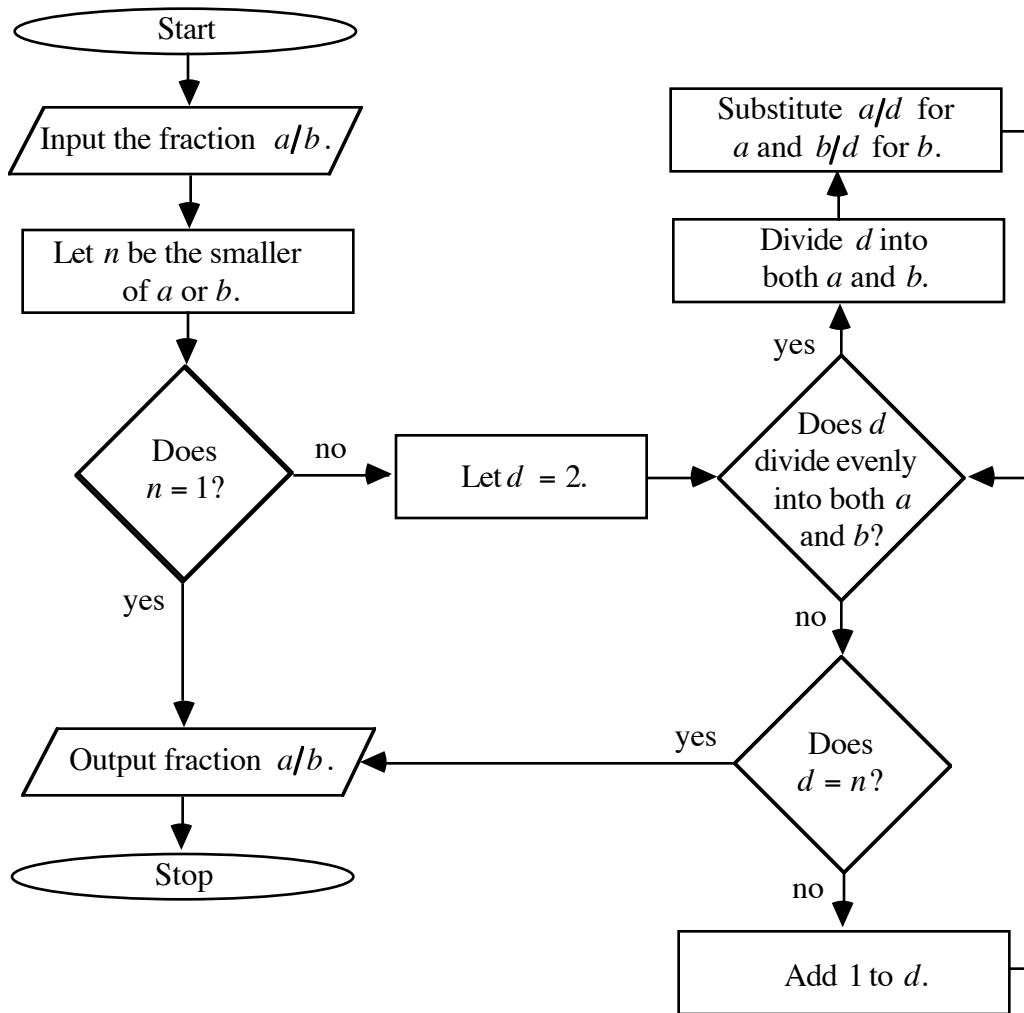 Start
Input the fraction a/b.
Let n be the smaller
of a or b.
Does
n = 1?
no
yes
Let d = 2.
Substitute a/d for
a and b/d for b.
Divide d into
both a and b.
yes
Does d
divide evenly
into both a
and b?
no
Does
d = n?
yes
no
Add 1 to d.
Output fraction a/b.
Stop